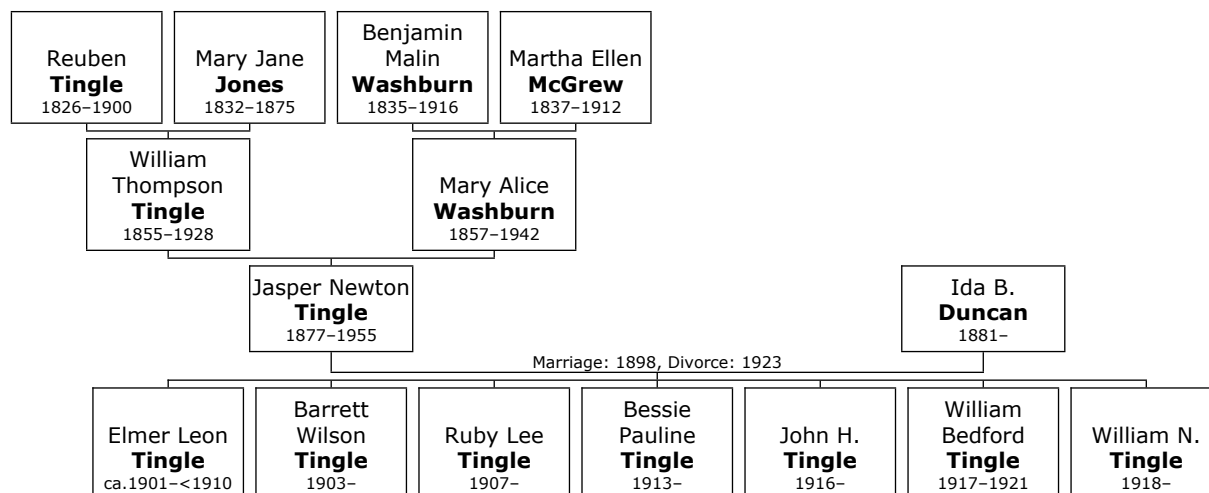 Reuben
Tingle
1826–1900
Mary Jane
Jones
1832–1875
Benjamin
Malin
Washburn
1835–1916
Martha Ellen
McGrew
1837–1912
William
Thompson
Tingle
1855–1928
Mary Alice
Washburn
1857–1942
Jasper Newton
Tingle
1877–1955
Ida B.
Duncan
1881–
Marriage: 1898, Divorce: 1923
Elmer Leon
Tingle
ca.1901–<1910
Barrett
Wilson
Tingle
1903–
Ruby Lee
Tingle
1907–
Bessie
Pauline
Tingle
1913–
John H.
Tingle
1916–
William
Bedford
Tingle
1917–1921
William N.
Tingle
1918–